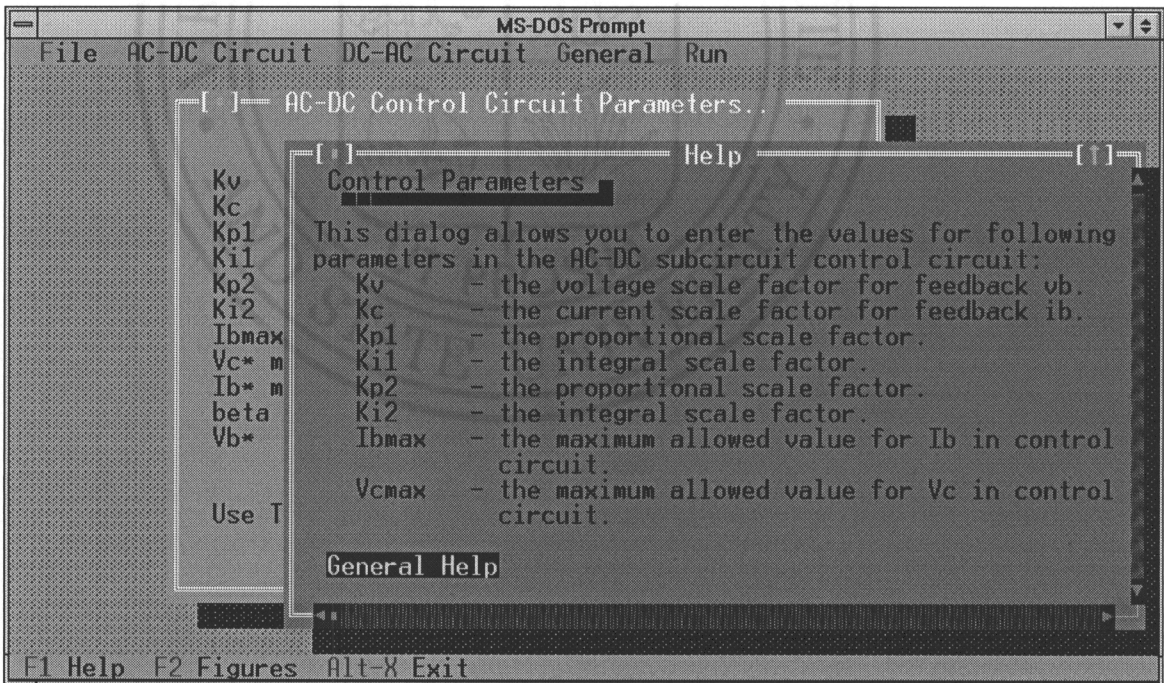 MS-DOS Prompt
File AC-DC Circuit DC-AC Circuit General Run
AC-DC Control Circuit Parameters..
Help
Kv
Kc
Kp1
Ki1
Kp2
Ki2
Ibmax
Vc* m
Ib* m
beta
Vb*
Use T
Control Parameters
This dialog allows you to enter the values for following
parameters in the AC-DC subcircuit control circuit:
Kv - the voltage scale factor for feedback vb.
Kc - the current scale factor for feedback ib.
Kp1 - the proportional scale factor.
Ki1 - the integral scale factor.
Kp2 - the proportional scale factor.
Ki2 - the integral scale factor.
Ibmax - the maximum allowed value for Ib in control
circuit.
Vcmax - the maximum allowed value for Vc in control
circuit.
General Help
F1 Help F2 Figures Alt-X Exit